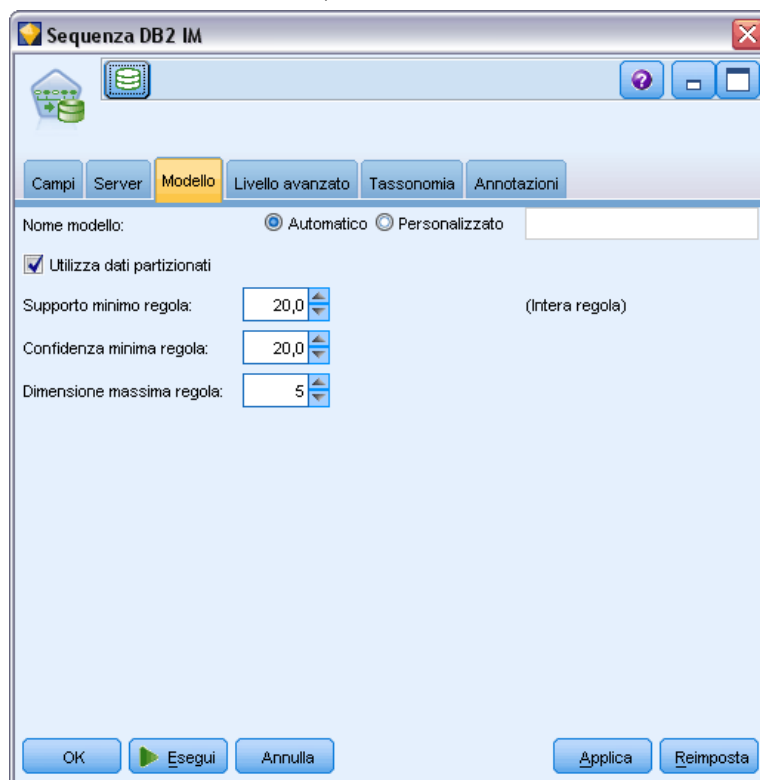 Sequenza DB2 IM
Campi Server Modello Livello avanzato Tassonomia Annotazioni
Nome modello: Automatico Personalizzato
Utilizza dati partizionati
Supporto minimo regola: 20,0 (Intera regola)
Confidenza minima regola: 20,0
Dimensione massima regola: 5
OK Esegui Annulla Applica Reimposta